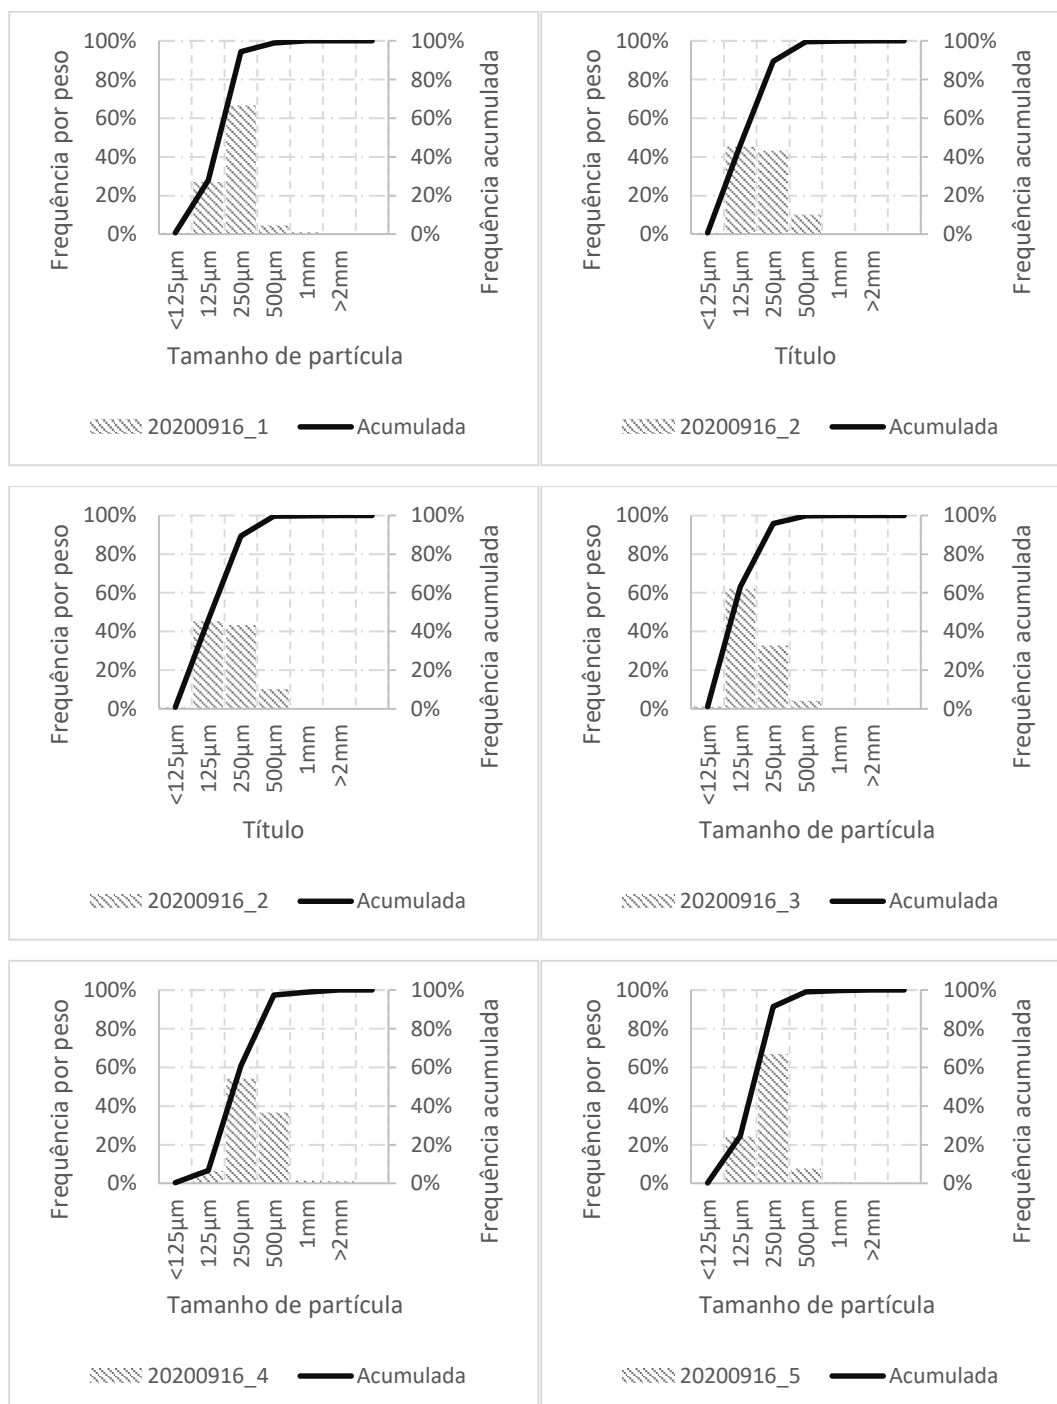 100% 100%
80% 80%
60% 60%
40% 40%
20% 20%
0% 0%
Frequência por peso
Frequência acumulada
<125µm 125µm 250µm 500µm 1mm >2mm
Tamanho de partícula
20200916_1 Acumulada
100% 100%
80% 80%
60% 60%
40% 40%
20% 20%
0% 0%
Frequência por peso
Frequência acumulada
<125µm 125µm 250µm 500µm 1mm >2mm
Título
20200916_2 Acumulada
100% 100%
80% 80%
60% 60%
40% 40%
20% 20%
0% 0%
Frequência por peso
Frequência acumulada
<125µm 125µm 250µm 500µm 1mm >2mm
Título
20200916_2 Acumulada
100% 100%
80% 80%
60% 60%
40% 40%
20% 20%
0% 0%
Frequência por peso
Frequência acumulada
<125µm 125µm 250µm 500µm 1mm >2mm
Tamanho de partícula
20200916_3 Acumulada
100% 100%
80% 80%
60% 60%
40% 40%
20% 20%
0% 0%
Frequência por peso
Frequência acumulada
<125µm 125µm 250µm 500µm 1mm >2mm
Tamanho de partícula
20200916_4 Acumulada
100% 100%
80% 80%
60% 60%
40% 40%
20% 20%
0% 0%
Frequência por peso
Frequência acumulada
<125µm 125µm 250µm 500µm 1mm >2mm
Tamanho de partícula
20200916_5 Acumulada